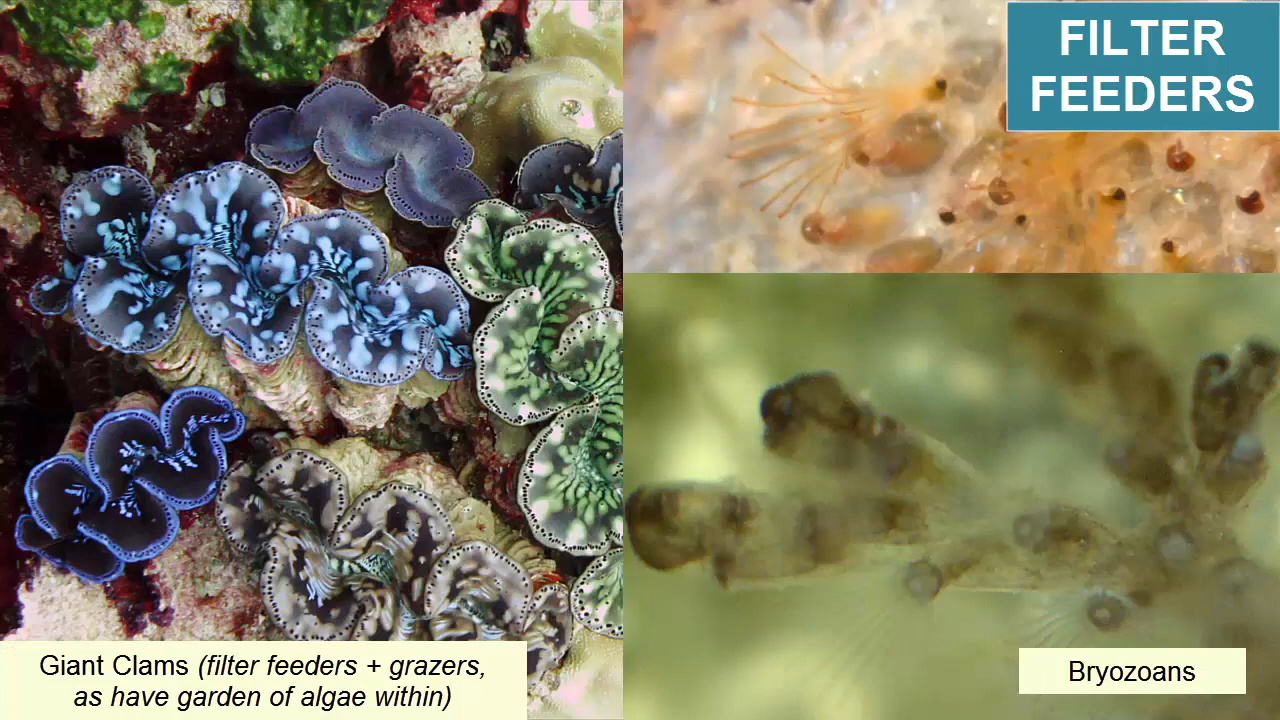 FILTER
FEEDERS
Giant Clams (filter feeders + grazers,
as have garden of algae within)
Bryozoans